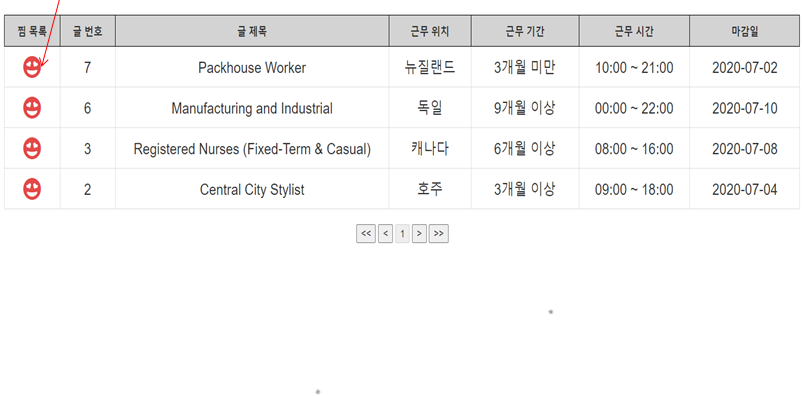 찜 목록 글 번호 글 제목 근무 위치 근무 기간 근무 시간 마감일
7 Packhouse Worker 뉴질랜드 3개월 미만 10:00 ~ 21:00 2020-07-02
6 Manufacturing and Industrial 독일 9개월 이상 00:00 ~ 22:00 2020-07-10
3 Registered Nurses (Fixed-Term & Casual) 캐나다 6개월 이상 08:00 ~ 16:00 2020-07-08
2 Central City Stylist 호주 3개월 이상 09:00 ~ 18:00 2020-07-04
<< < 1 > >>